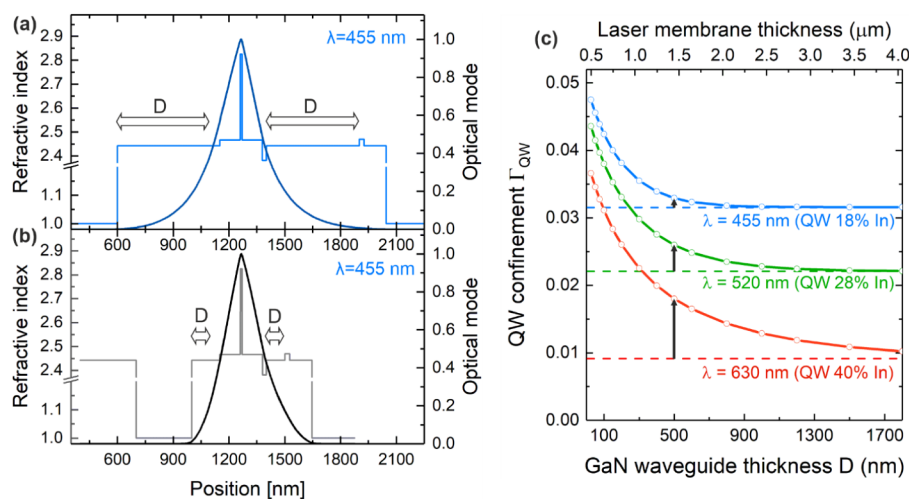 (a)
λ=455 nm
Refractive index
2.9
2.8
2.7
2.6
2.5
2.4
1.1
1.0
D
D
1.0
0.8
0.6
0.4
0.2
0.0
Optical mode
600 900 1200 1500 1800 2100
(b)
λ=455 nm
Refractive index
2.9
2.8
2.7
2.6
2.5
2.4
1.1
1.0
D
D
1.0
0.8
0.6
0.4
0.2
0.0
Optical mode
600 900 1200 1500 1800 2100
Position [nm]
(c)
Laser membrane thickness (μm)
0.5 1.0 1.5 2.0 2.5 3.0 3.5 4.0
QW confinement ΓQW
0.05
0.04
0.03
0.02
0.01
0.00
λ = 455 nm (QW 18% In)
λ = 520 nm (QW 28% In)
λ = 630 nm (QW 40% In)
100 300 500 700 900 1100 1300 1500 1700
GaN waveguide thickness D (nm)